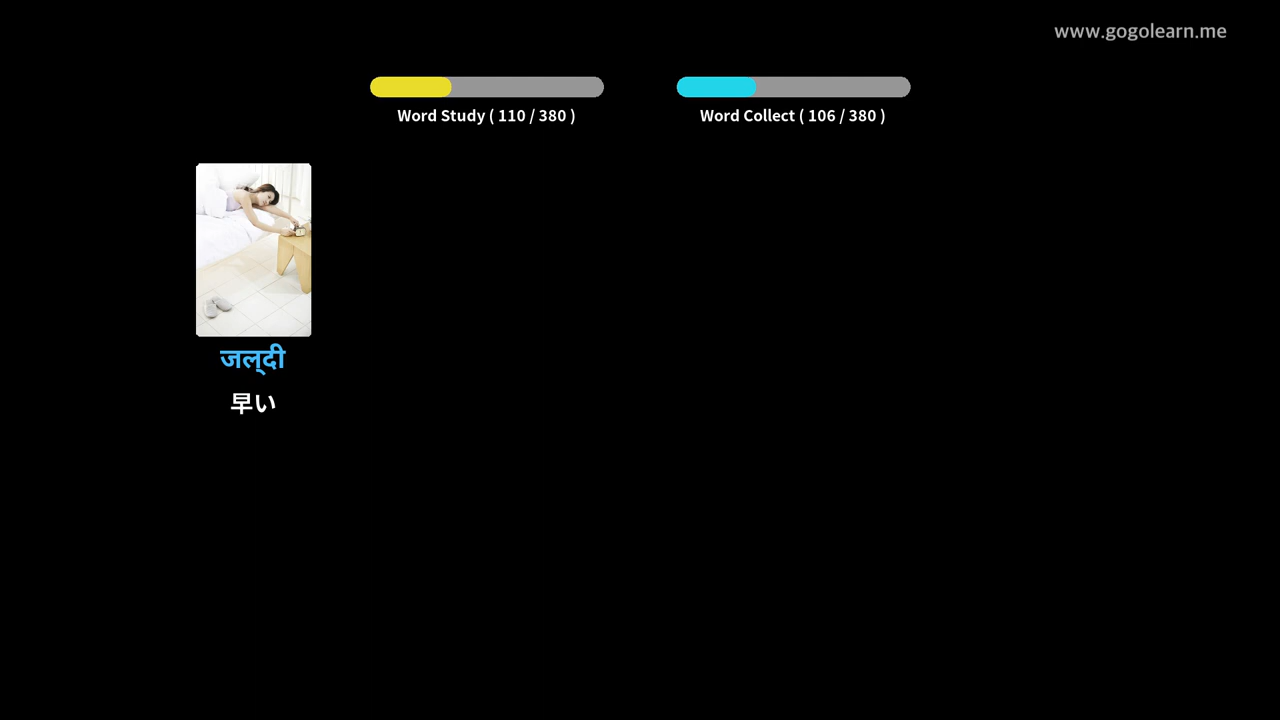 www.gogolearn.me
Word Study ( 110 / 380 )
Word Collect ( 106 / 380 )
जल्‌दी
早い